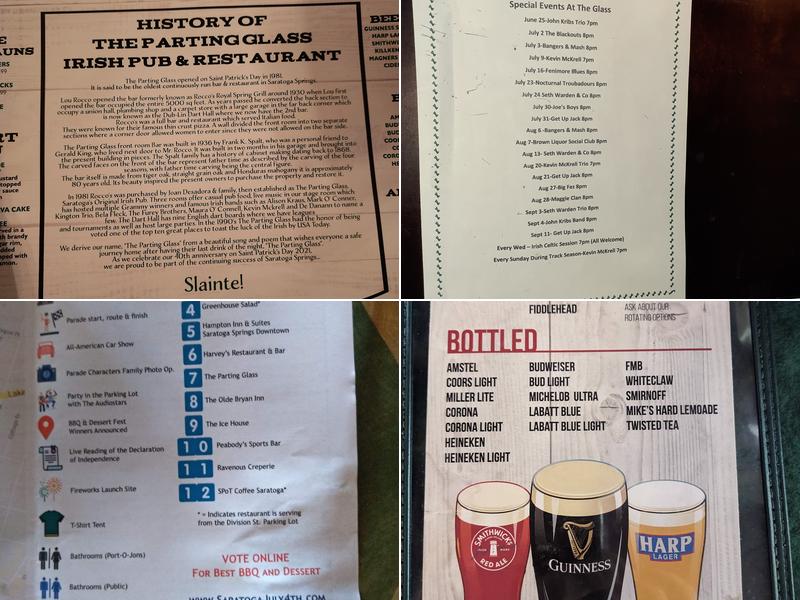 HISTORY OF
THE PARTING GLASS
IRISH PUB & RESTAURANT
The Parting Glass opened on Saint Patrick's Day in 1981.
It is said to be the oldest continuously run bar & restaurant in Saratoga Springs.
Lou Rocco opened the bar formerly known as Rocco's Royal Spring Grill around 1930 when Lou first
opened the bar occupied the entire 5000 sq feet. As years passed he converted the back section to
occupy a union hall, plumbing shop and a carpet store with a large garage in the far back corner which
is now known as the Dub-Lin Dart Hall where we now have the 2nd bar.
Rocco's was a full bar and restaurant which served Italian food.
They were known for their famous thin crust pizza. A wall divided the front room into two separate
sections where a corner door allowed women to enter since they were not allowed on the bar side.
The Parting Glass front room Bar was built in 1936 by Frank K. Spalt, who was a personal to
Gerald King, who lived next door to Mr. Rocco. It was built in two months in his garage and brought into
the present building in pieces. The Spalt family has a history of cabinet making dating back to 1868.
The carved faces on the front of the bar represent father time as described by the carving of the four
seasons, with father time carving being the central figure.
The bar itself is made from tiger oak, straight grain oak and Honduras mahogany it is approximately
80 years old. Its beauty inspired the present owners to purchase the property and restore it.
In 1981 Rocco's was purchased by Joan Desadora & family, then established as The Parting Glass,
Saratoga's Original Irish Pub. Three rooms offer casual pub food, live music in our stage room which
has hosted multiple Grammy winners and famous Irish bands such as Alison Kraus, Mark O' Conner,
Kington Trio, Bela Fleck, The Furey Brothers, Maura O' Connell, Kevin Mckrell and De Danann to name a
few. The Dart Hall has nine English dart boards where we have leagues
and tournaments as well as host large parties. In the 1990's The Parting Glass had the honor of being
voted one of the top ten great places to toast the luck of the Irish by USA Today.
We derive our name, "The Parting Glass" from a beautiful song and poem that wishes everyone a safe
journey home after having their last drink of the night, "The Parting Glass".
As we celebrate our 40th anniversary on Saint Patrick's Day 2021,
we are proud to be part of the continuing success of Saratoga Springs..
Slainte!
Special Events At The Glass
June 25-John Kribs Trio 7pm
July 2 The Blackouts 8pm
July 3-Bangers & Mash 8pm
July 9-Kevin McKrell 7pm
July 16-Fenimore Blues 8pm
July 23-Nocturnal Troubadours 8pm
July 24 Seth Warden & Co 8pm
July 30-Joe's Boys 8pm
July 31-Get Up Jack 8pm
Aug 6 -Bangers & Mash 8pm
Aug 7-Brown Liquor Social Club 8pm
Aug 13- Seth Warden & Co 8pm
Aug 20-Kevin McKrell Trio 7pm
Aug 21-Get Up Jack 8pm
Aug 27-Big Fez 8pm
Aug 28-Maggie Clan 8pm
Sept 3-Seth Warden Trio 8pm
Sept 4-John Kribs Band 8pm
Sept 11- Get Up Jack 8pm
Every Wed – Irish Celtic Session 7pm (All Welcome)
Every Sunday During Track Season-Kevin McKrell 7pm
Parade start, route & finish
All-American Car Show
Parade Characters Family Photo Op.
Party in the Parking Lot
With The Audiostars
BBQ & Dessert Fest
Winners Announced
Live Reading of the Declaration
of Independence
Fireworks Launch Site
T-Shirt Tent
Bathrooms (Port-O-Jons)
Bathrooms (Public)
4 Greenhouse Salad*
5 Hampton Inn & Suites
Saratoga Springs Downtown
6 Harvey's Restaurant & Bar
7 The Parting Glass
8 The Olde Bryan Inn
9 The Ice House
10 Peabody's Sports Bar
11 Ravenous Creperie
12 SPoT Coffee Saratoga*
* = Indicates restaurant is serving
from the Division St. Parking Lot
VOTE ONLINE
FOR BEST BBQ AND DESSERT
www.SaratogaJuly4th.com
FIDDLEHEAD
ASK ABOUT OUR
ROTATING OPTIONS
BOTTLED
AMSTEL
COORS LIGHT
MILLER LITE
CORONA
CORONA LIGHT
HEINEKEN
HEINEKEN LIGHT
BUDWEISER
BUD LIGHT
MICHELOB ULTRA
LABATT BLUE
LABATT BLUE LIGHT
FMB
WHITECLAW
SMIRNOFF
MIKE'S HARD LEMOADE
TWISTED TEA
SMITHWICK'S
RED ALE
GUINNESS
HARP
LAGER